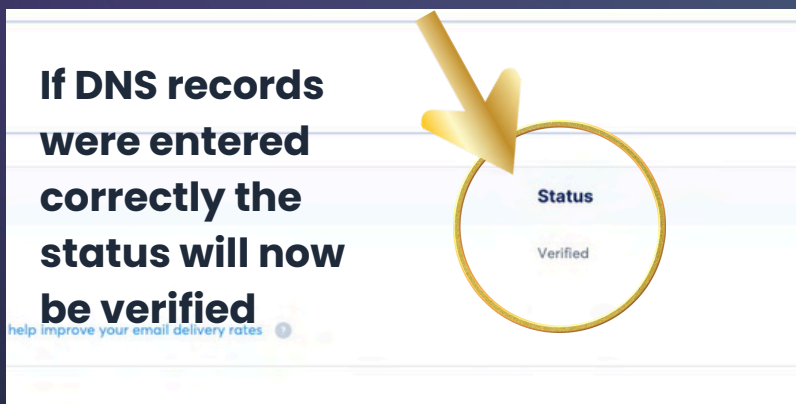 If DNS records
were entered
correctly the
status will now
be verified
Status
Verified
help improve your email delivery rates ?